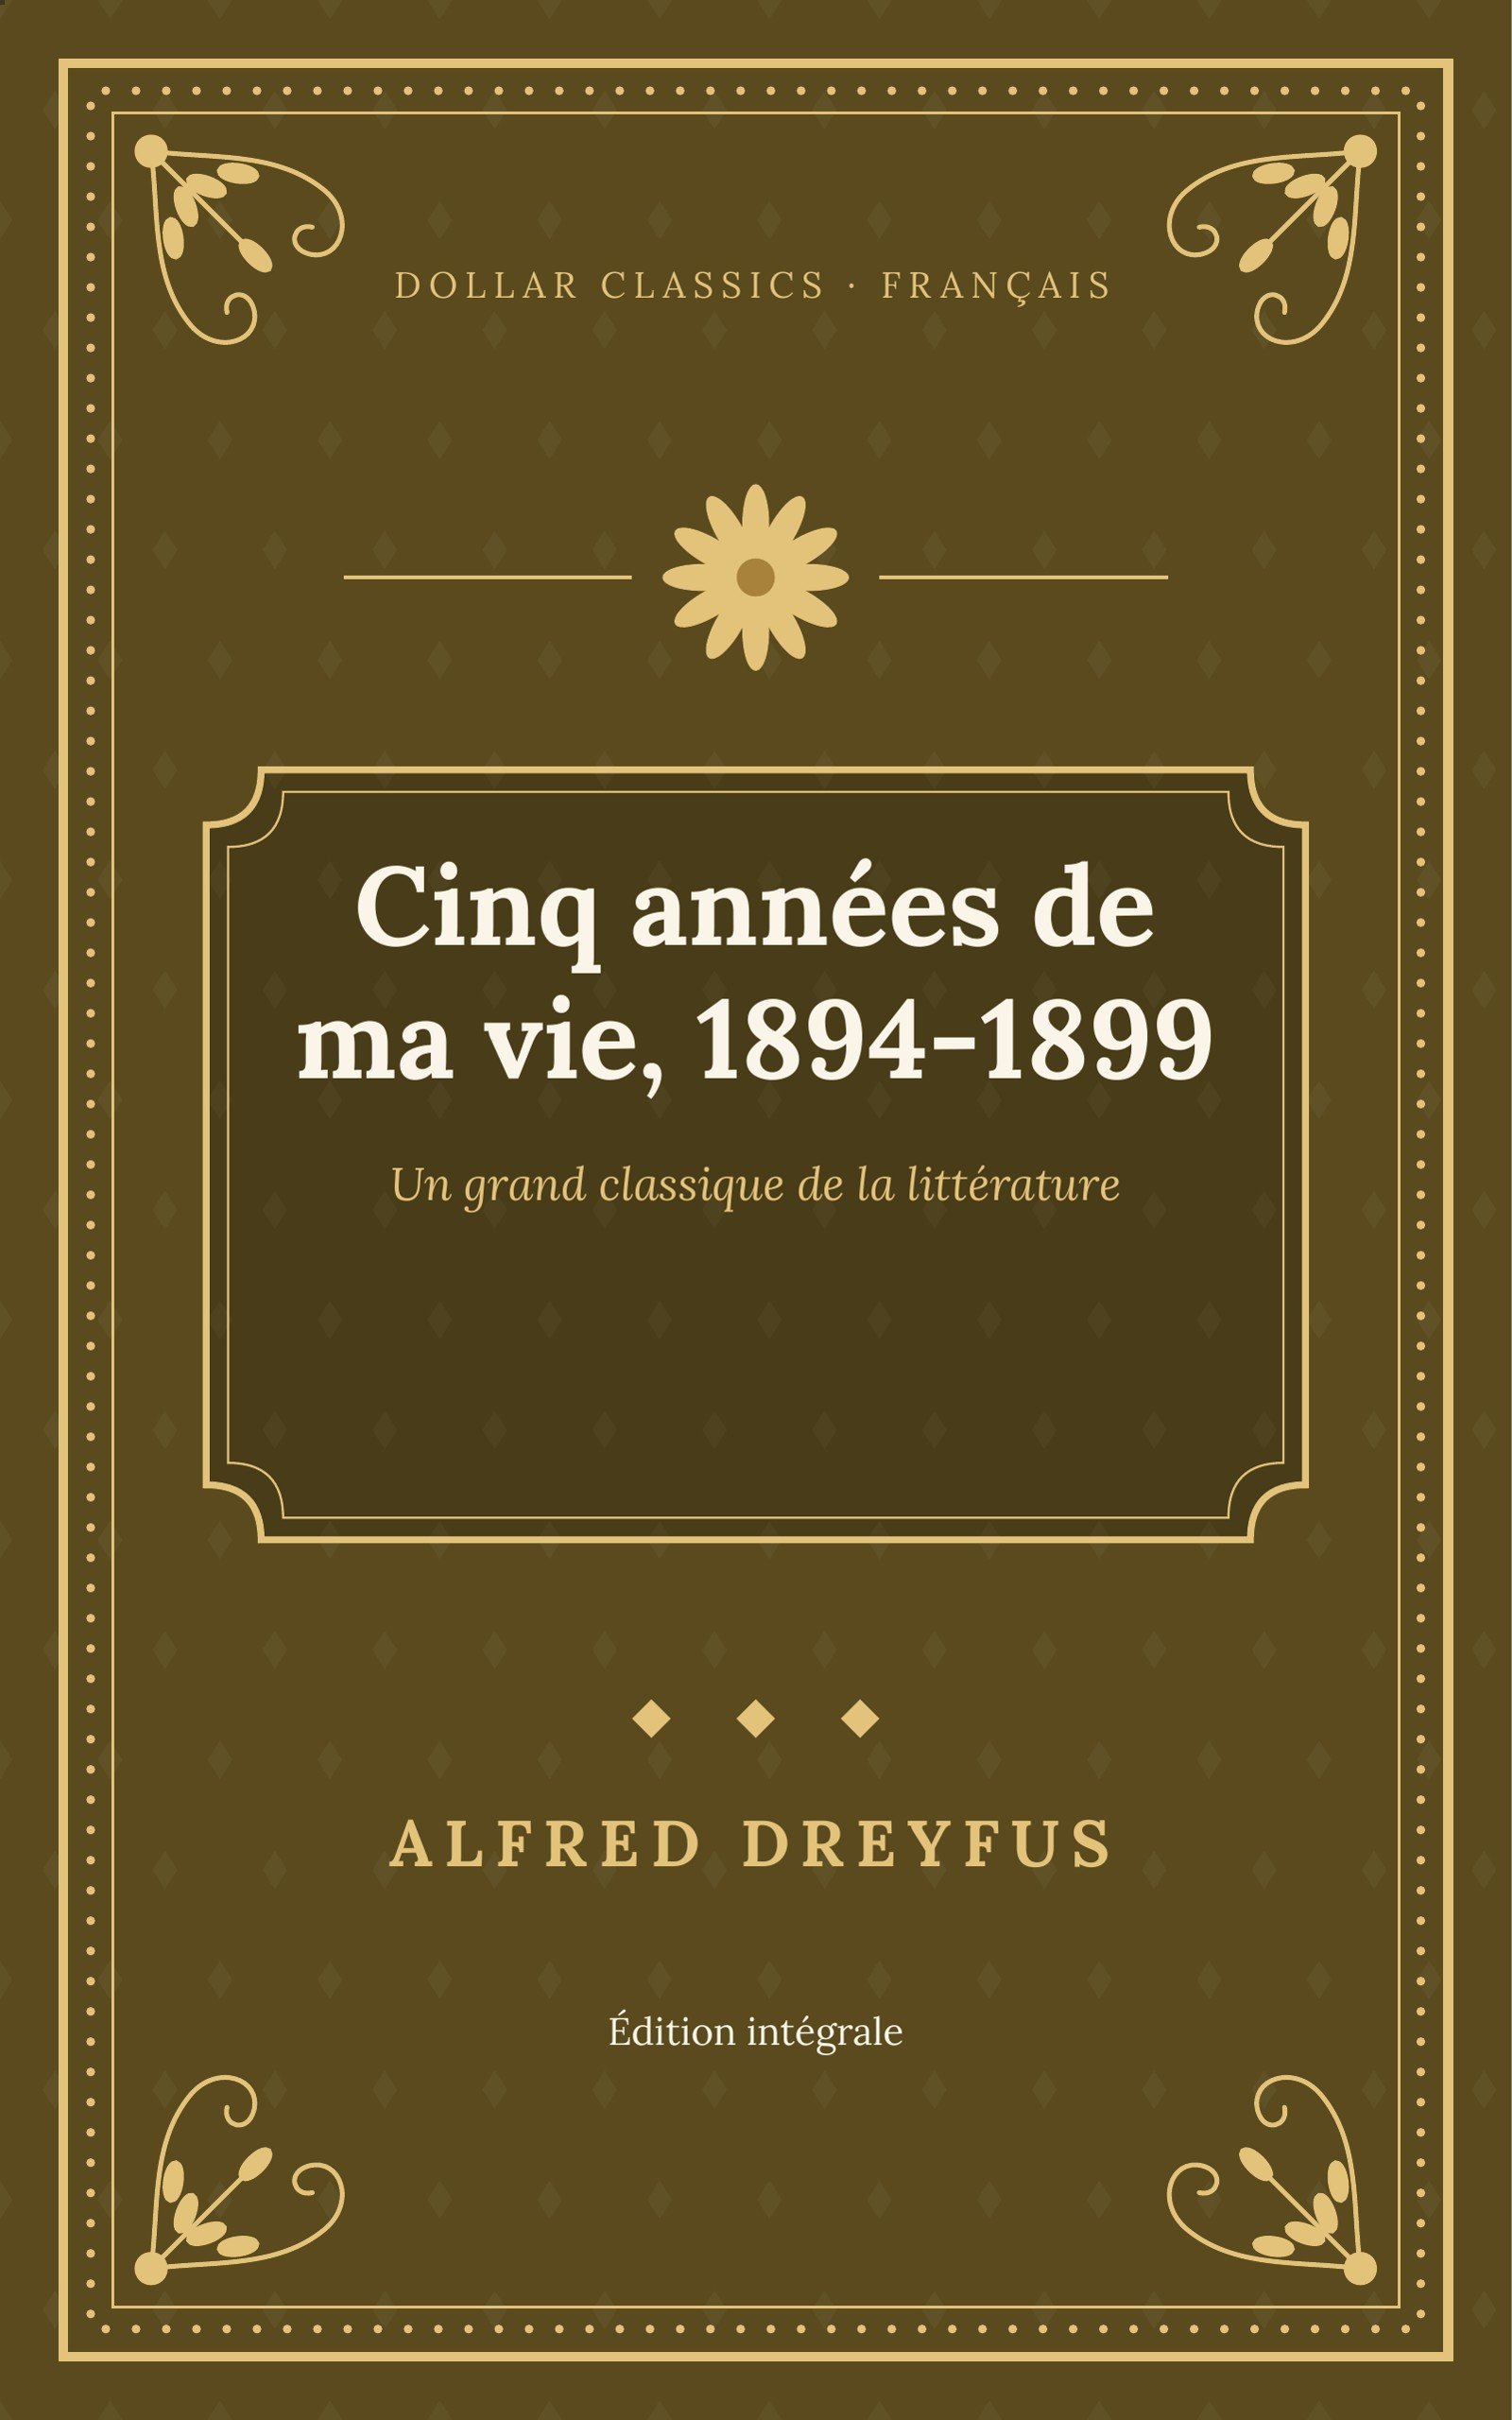 DOLLAR CLASSICS · FRANÇAIS
Cinq années de
ma vie, 1894-1899
Un grand classique de la littérature
ALFRED DREYFUS
Édition intégrale